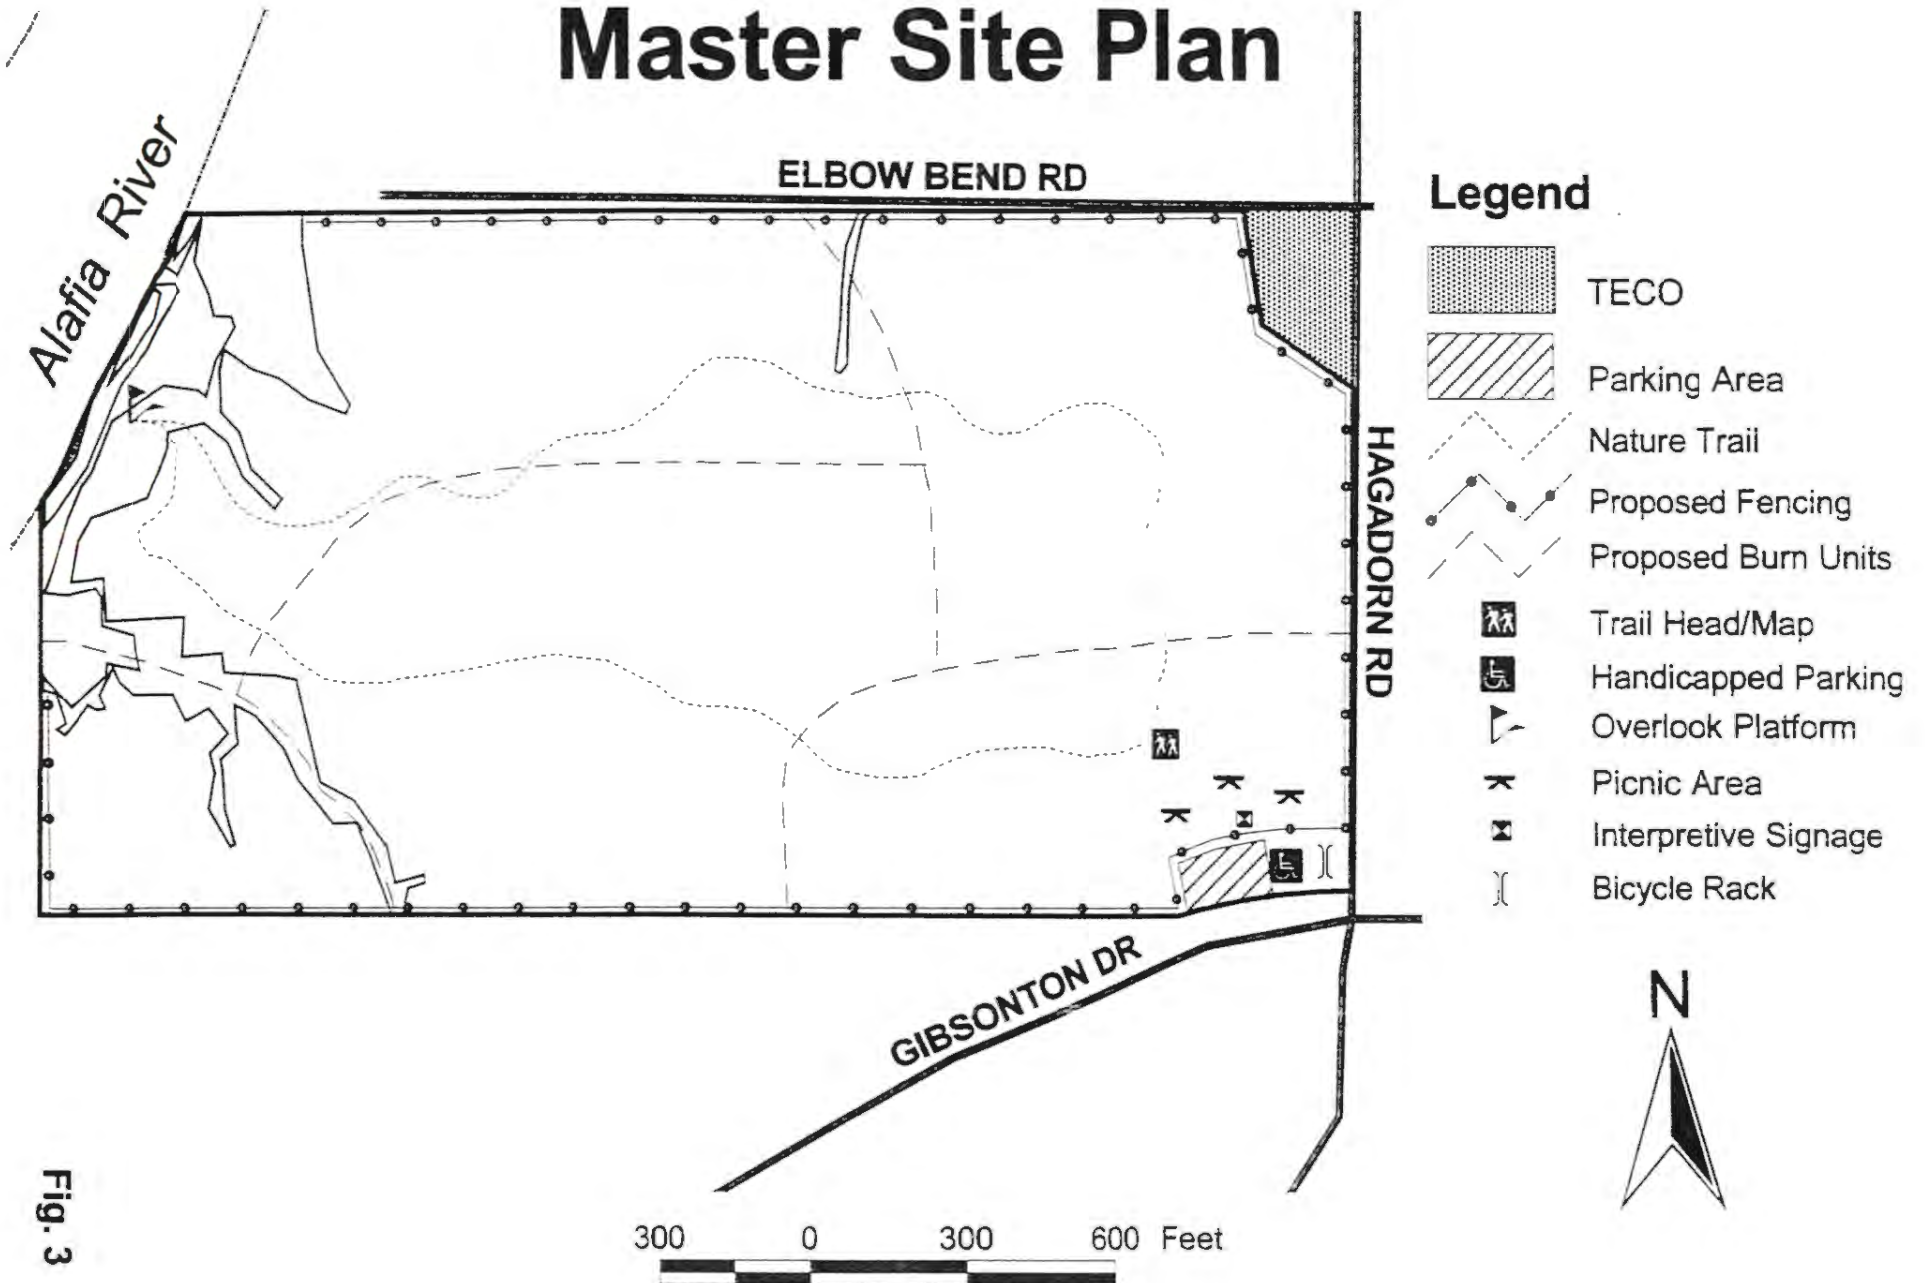 Master Site Plan
Alafia River
ELBOW BEND RD
HAGADORN RD
GIBSONTON DR
Legend
TECO
Parking Area
Nature Trail
Proposed Fencing
Proposed Burn Units
Trail Head/Map
Handicapped Parking
Overlook Platform
Picnic Area
Interpretive Signage
Bicycle Rack
N
300 0 300 600 Feet
Fig. 3